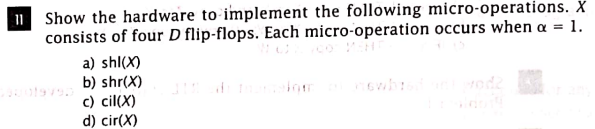 11 Show the hardware to implement the following micro-operations. X
consists of four D flip-flops. Each micro-operation occurs when α = 1.
a) shl(X)
b) shr(X)
c) cil(X)
d) cir(X)